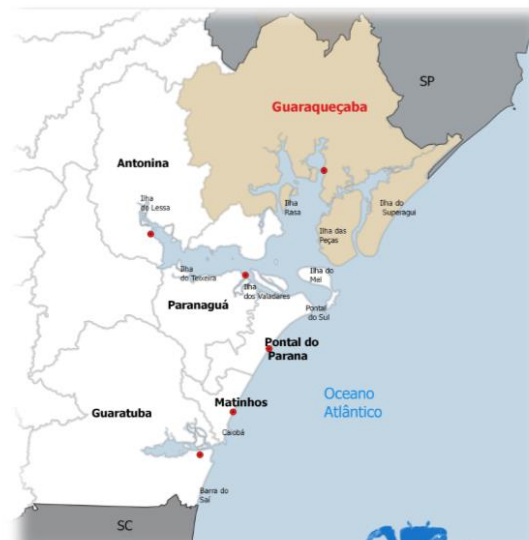 SP
Guaraqueçaba
Antonina
Ilha
do Lessa
Ilha
Rasa
Ilha do
Superagui
Ilha das
Peças
Ilha
do Teixeira
Ilha do
Mel
Ilha
dos Valadares
Paranaguá
Pontal
do Sul
Pontal do
Parana
Oceano
Atlântico
Matinhos
Guaratuba
Caiobá
Barra do
Saí
SC